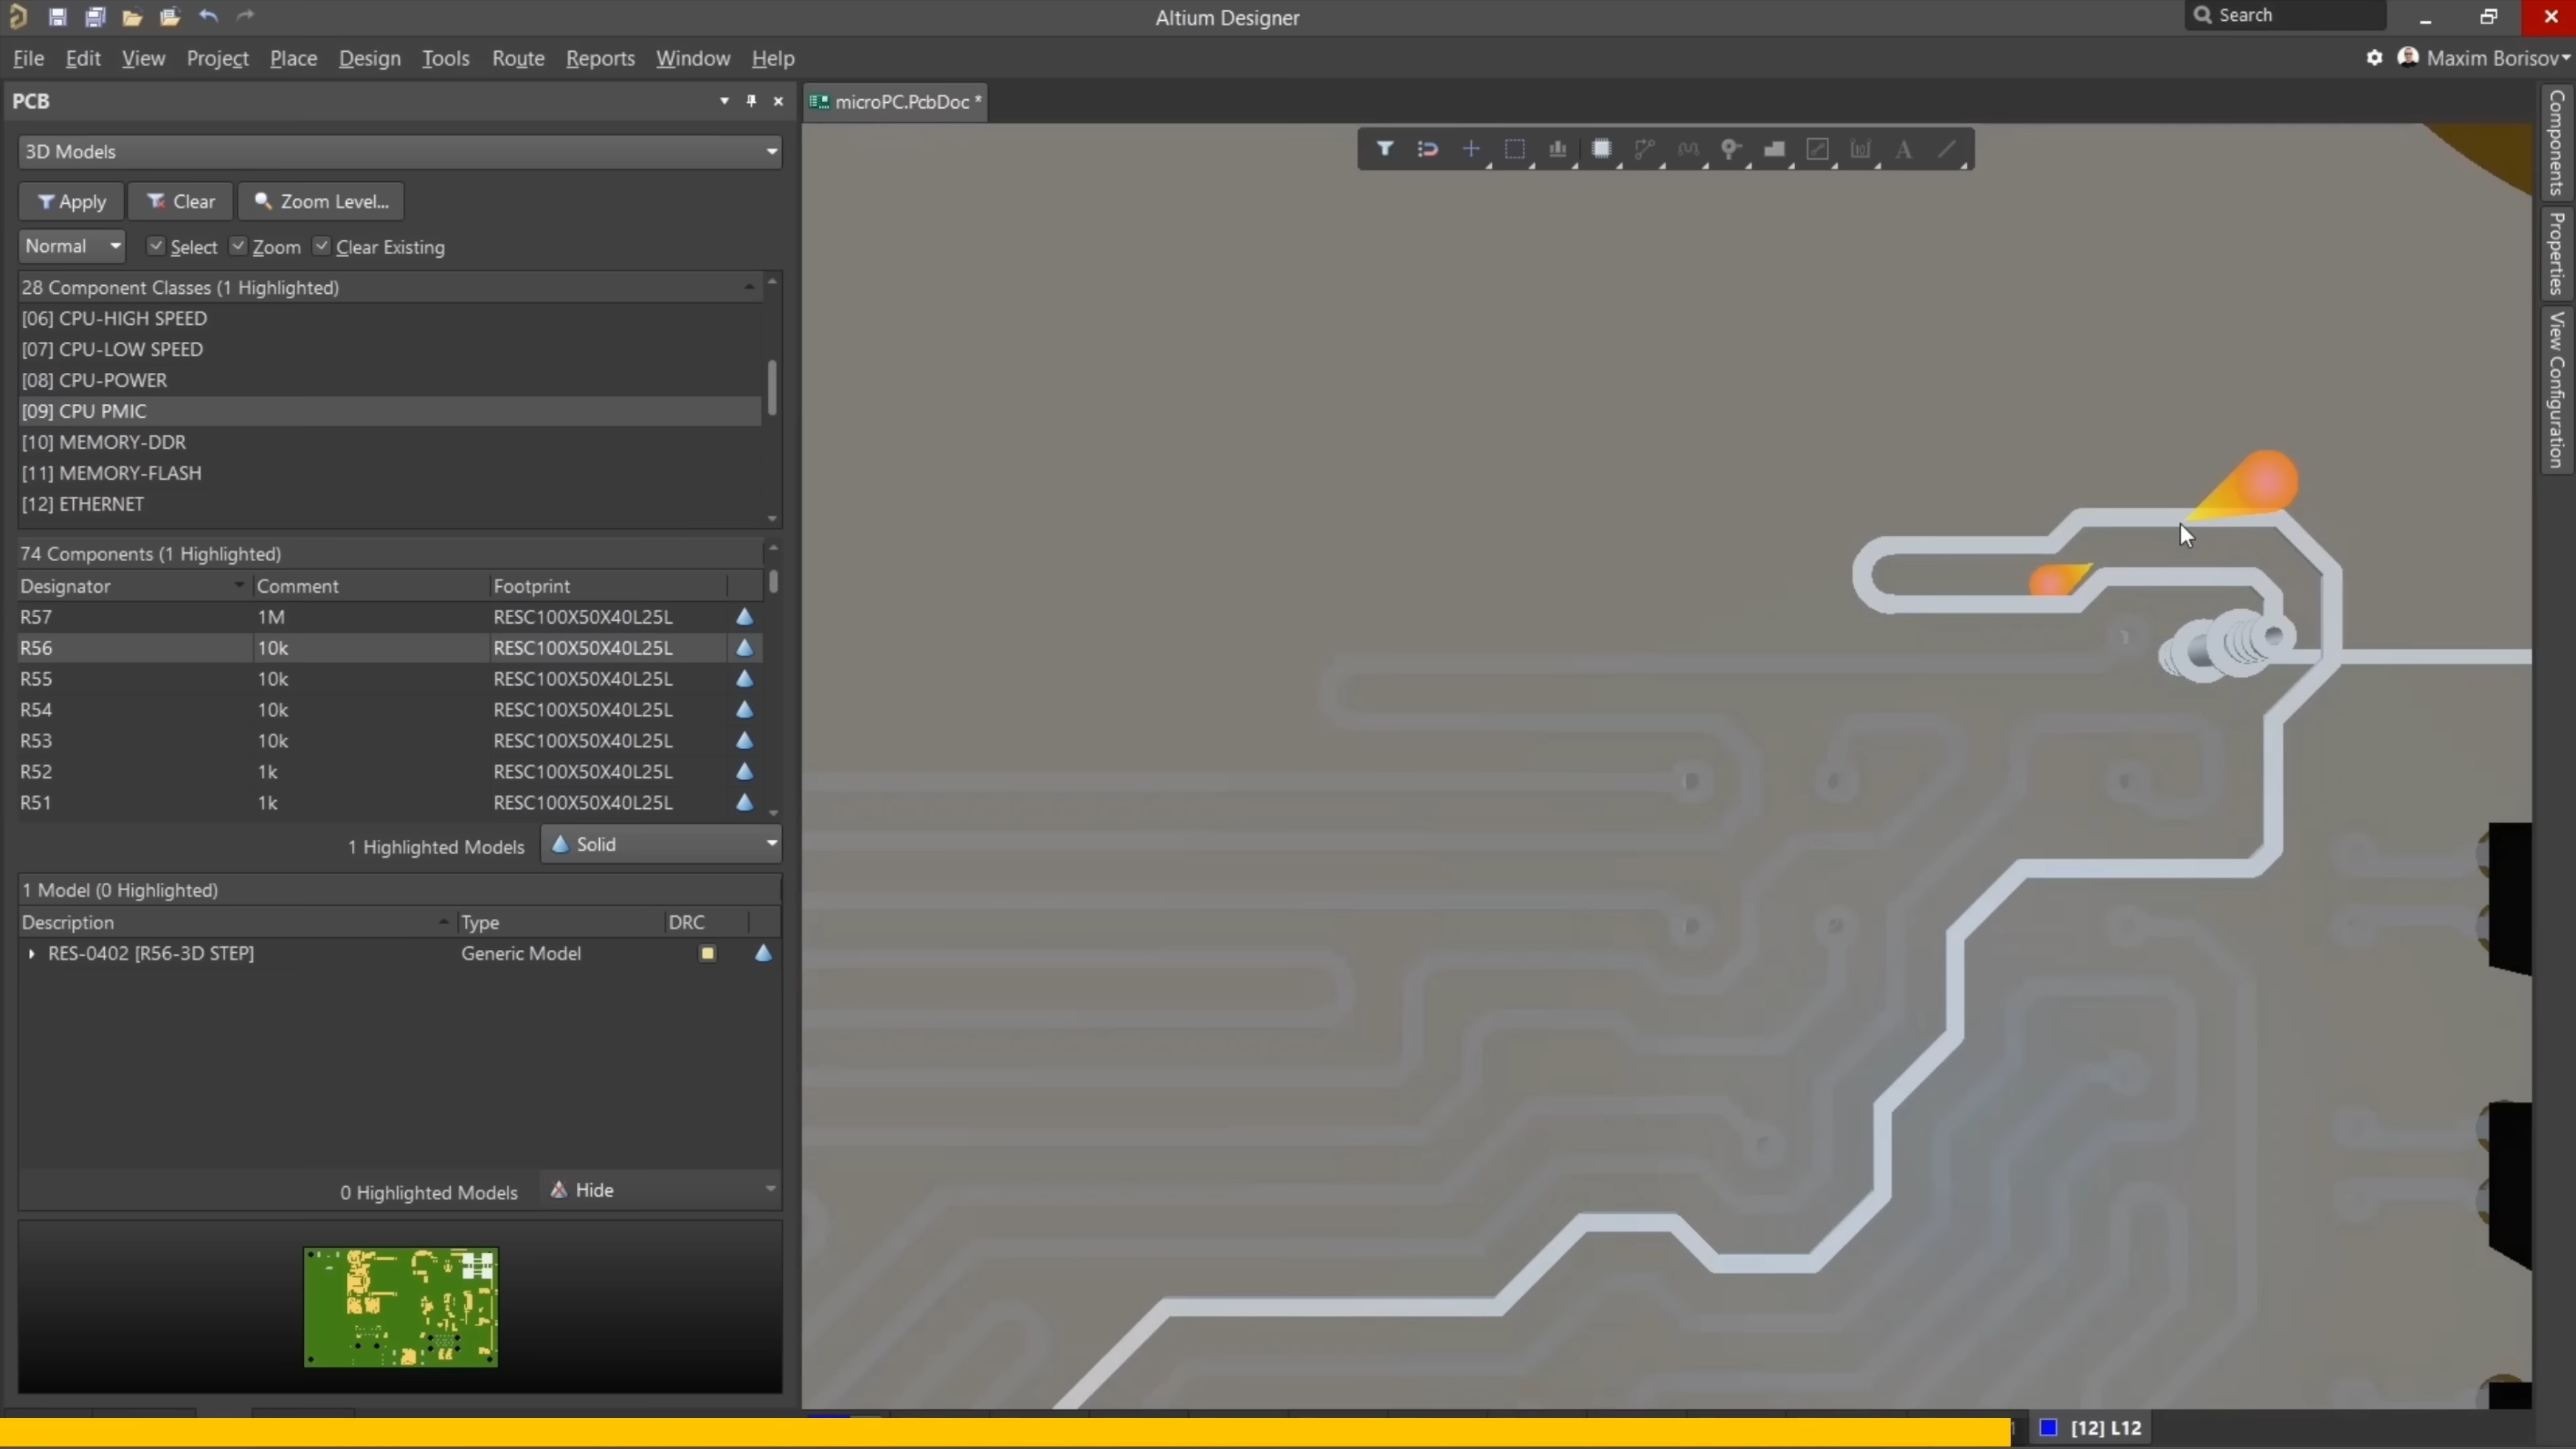 Altium Designer
Search
File Edit View Project Place Design Tools Route Reports Window Help
Maxim Borisov
PCB
microPC.PcbDoc *
3D Models
Apply Clear Zoom Level...
Normal Select Zoom Clear Existing
28 Component Classes (1 Highlighted)
[06] CPU-HIGH SPEED
[07] CPU-LOW SPEED
[08] CPU-POWER
[09] CPU PMIC
[10] MEMORY-DDR
[11] MEMORY-FLASH
[12] ETHERNET
74 Components (1 Highlighted)
Designator Comment Footprint
R57 1M RESC100X50X40L25L
R56 10k RESC100X50X40L25L
R55 10k RESC100X50X40L25L
R54 10k RESC100X50X40L25L
R53 10k RESC100X50X40L25L
R52 1k RESC100X50X40L25L
R51 1k RESC100X50X40L25L
1 Highlighted Models Solid
1 Model (0 Highlighted)
Description Type DRC
RES-0402 [R56-3D STEP] Generic Model
0 Highlighted Models Hide
Components
Properties
View Configuration
[12] L12